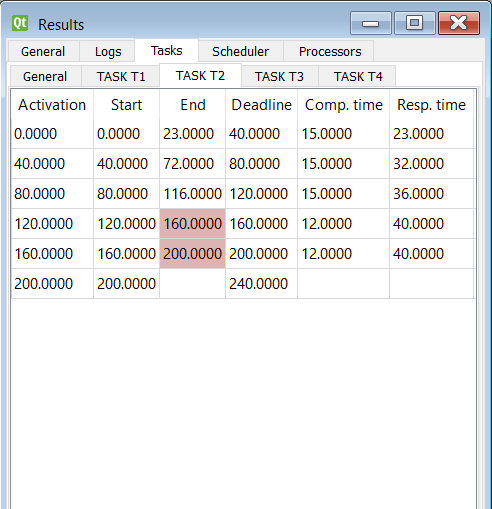 Qt Results
General Logs Tasks Scheduler Processors
General TASK T1 TASK T2 TASK T3 TASK T4
Activation Start End Deadline Comp. time Resp. time
0.0000 0.0000 23.0000 40.0000 15.0000 23.0000
40.0000 40.0000 72.0000 80.0000 15.0000 32.0000
80.0000 80.0000 116.0000 120.0000 15.0000 36.0000
120.0000 120.0000 160.0000 160.0000 12.0000 40.0000
160.0000 160.0000 200.0000 200.0000 12.0000 40.0000
200.0000 200.0000 240.0000